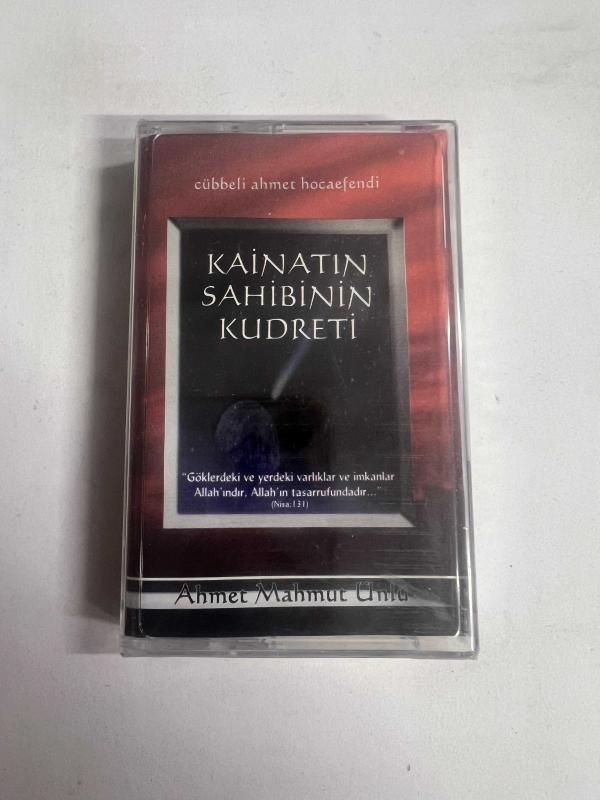 cübbeli ahmet hocaefendi
KAİNATIN
SAHİBİNİN
KUDRETİ
"Göklerdeki ve yerdeki varlıklar ve imkanlar
Allah'ındır, Allah'ın tasarrufundadır..."
(Nisa:131)
Ahmet Mahmut Ünlü